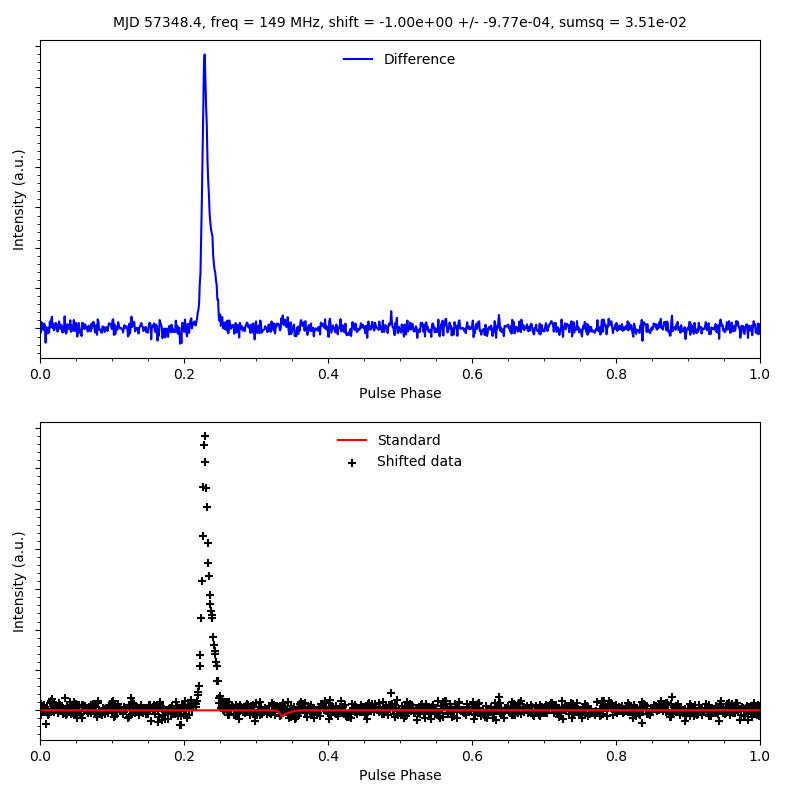 MJD 57348.4, freq = 149 MHz, shift = -1.00e+00 +/- -9.77e-04, sumsq = 3.51e-02
Difference
Intensity (a.u.)
0.0 0.2 0.4 0.6 0.8 1.0
Pulse Phase
Standard
Shifted data
Intensity (a.u.)
0.0 0.2 0.4 0.6 0.8 1.0
Pulse Phase